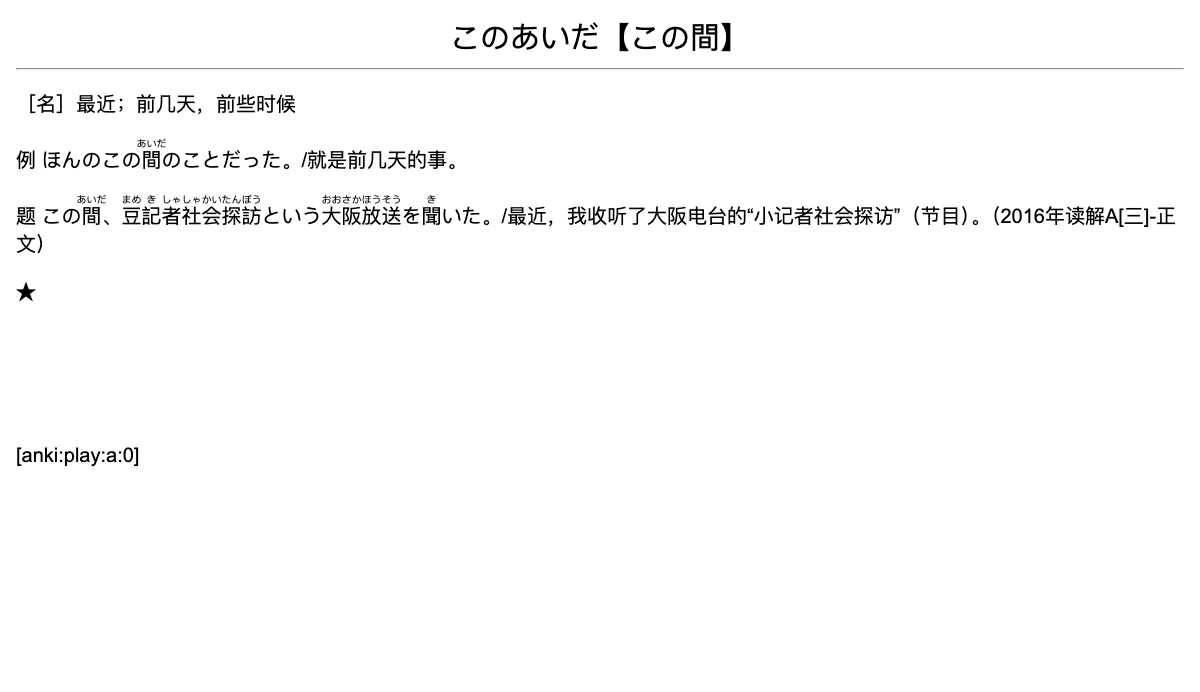 このあいだ【この間】
［名］最近；前几天，前些时候
あいだ
例 ほんのこの間のことだった。/就是前几天的事。
あいだ まめ き しゃしゃかいたんぼう おおさかほうそう き
题 この間、豆記者社会探訪という大阪放送を聞いた。/最近，我收听了大阪电台的“小记者社会探访”（节目）。（2016年读解A[三]-正
文）
★
[anki:play:a:0]